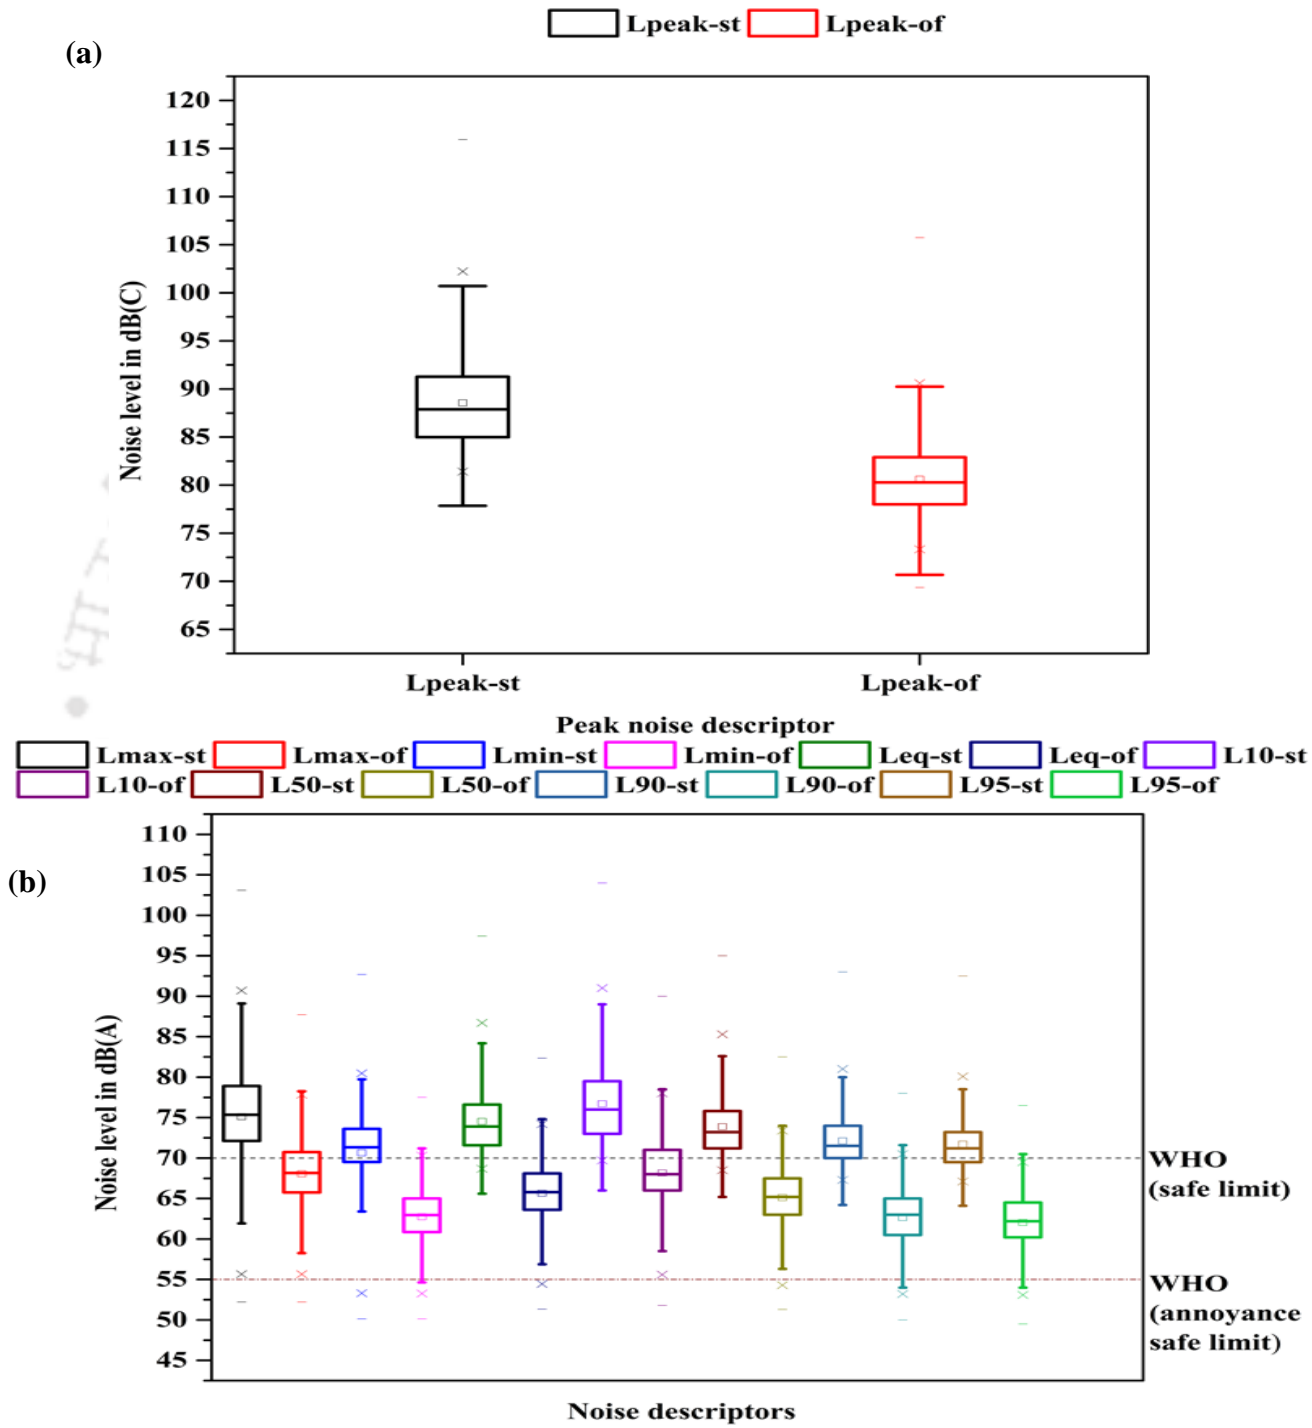 Lpeak-st Lpeak-of
(a)
120
115
110
105
100
95
90
85
80
75
70
65
Noise level in dB(C)
Lpeak-st Lpeak-of
Peak noise descriptor
Lmax-st Lmax-of Lmin-st Lmin-of Leq-st Leq-of L10-st
L10-of L50-st L50-of L90-st L90-of L95-st L95-of
(b)
110
105
100
95
90
85
80
75
70
65
60
55
50
45
Noise level in dB(A)
WHO
(safe limit)
WHO
(annoyance
safe limit)
Noise descriptors